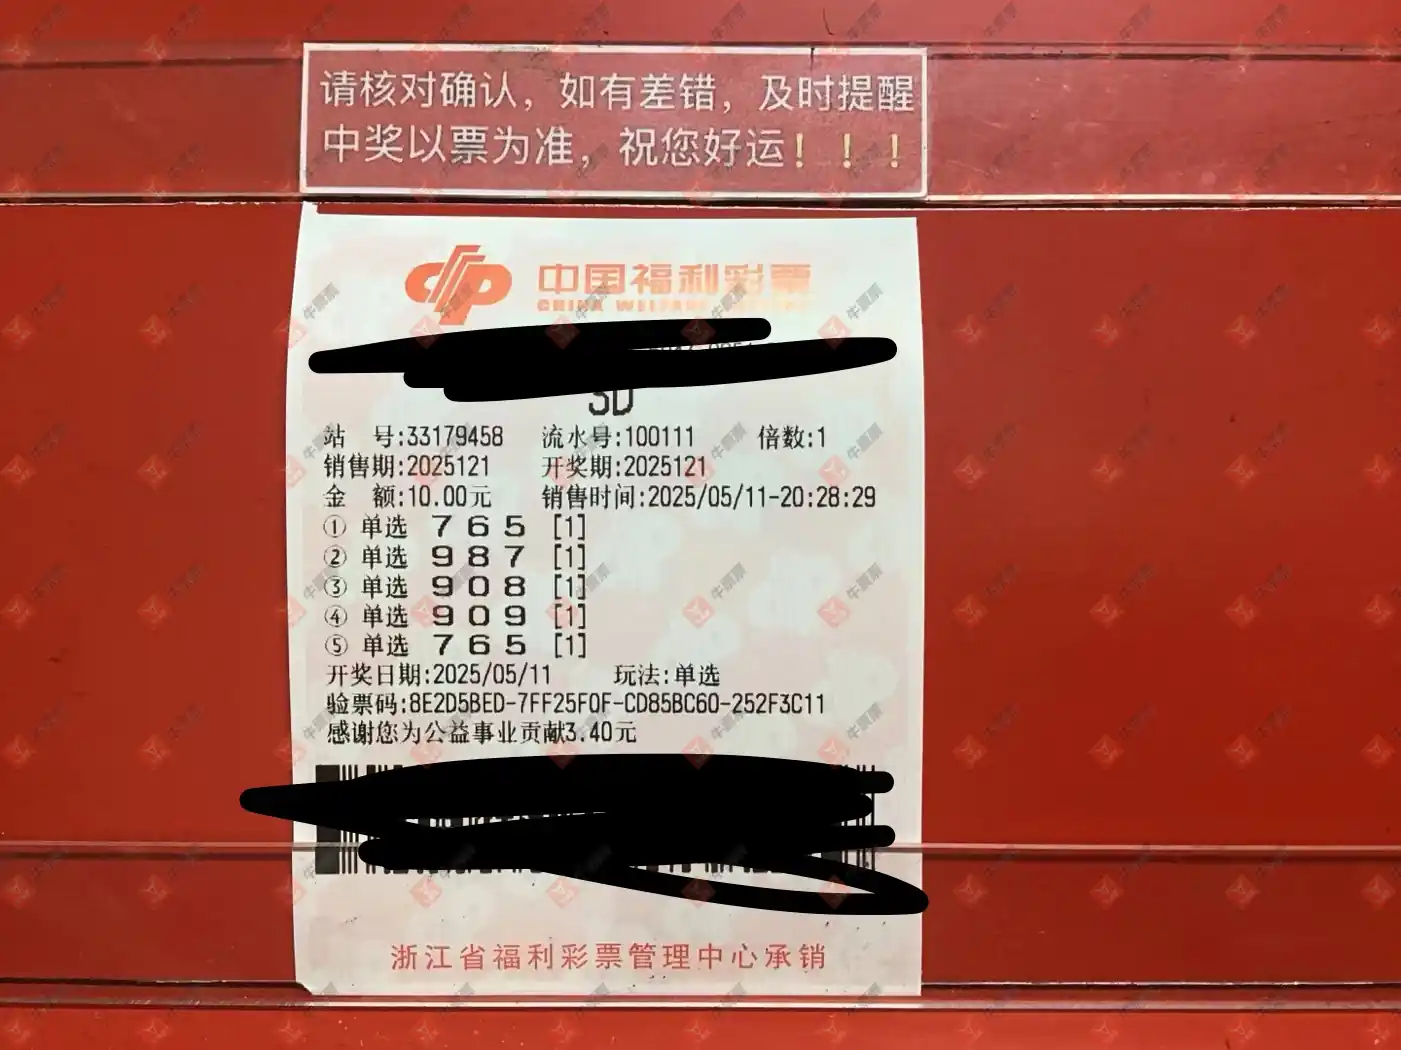 请核对确认，如有差错，及时提醒
中奖以票为准，祝您好运！！！
中国福利彩票
CHINA WELFARE
3D
站 号:33179458 流水号:100111 倍数:1
销售期:2025121 开奖期:2025121
金 额:10.00元 销售时间:2025/05/11-20:28:29
① 单选 7 6 5 [1]
② 单选 9 8 7 [1]
③ 单选 9 0 8 [1]
④ 单选 9 0 9 [1]
⑤ 单选 7 6 5 [1]
开奖日期:2025/05/11 玩法:单选
验票码:8E2D5BED-7FF25F0F-CD85BC60-252F3C11
感谢您为公益事业贡献3.40元
浙江省福利彩票管理中心承销